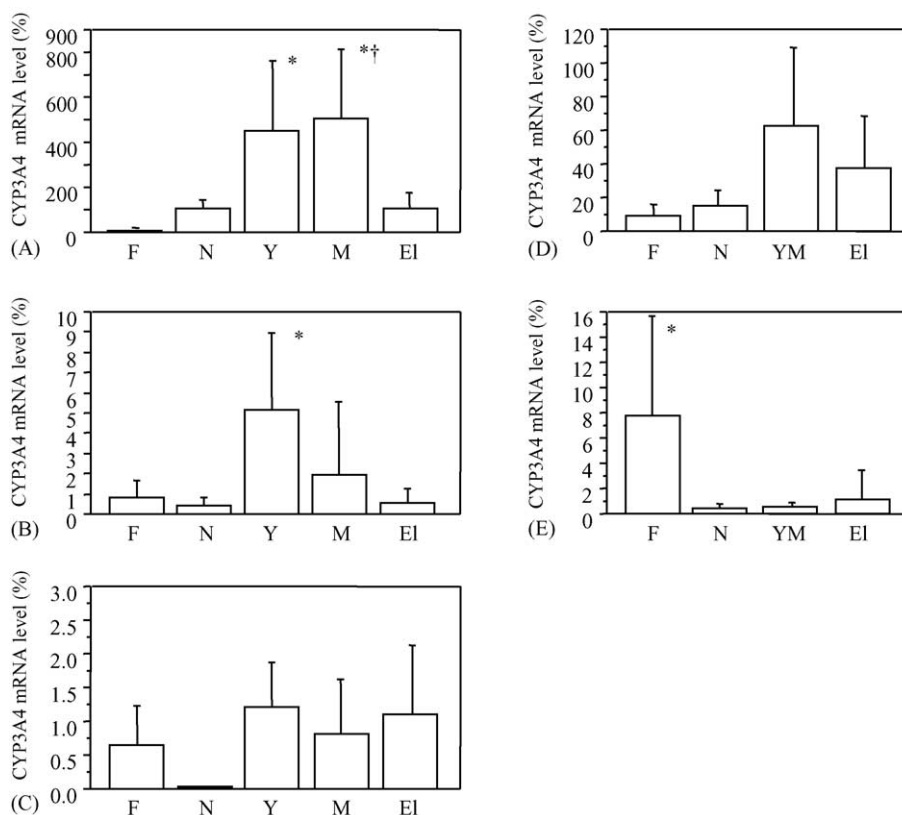 CYP3A4 mRNA level (%)
900
800
600
400
200
0
*
*†
F N Y M El
(A)
CYP3A4 mRNA level (%)
120
100
80
60
40
20
0
F N YM El
(D)
CYP3A4 mRNA level (%)
10
9
8
7
6
5
4
3
2
1
0
*
F N Y M El
(B)
CYP3A4 mRNA level (%)
16
14
12
10
8
6
4
2
0
*
F N YM El
(E)
CYP3A4 mRNA level (%)
3.0
2.5
2.0
1.5
1.0
0.5
0.0
F N Y M El
(C)